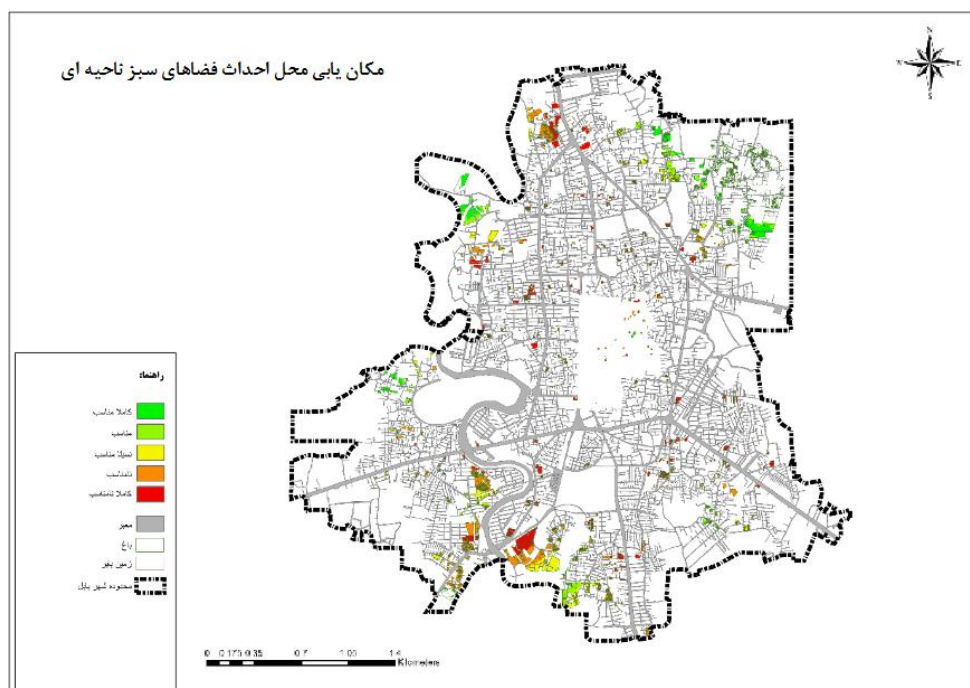 مکان یابی محل احداث فضاهای سبز ناحیه ای
N
W E
S
راهنما:
کاملا مناسب
مناسب
نسبتا مناسب
نامناسب
کاملا نامناسب
معبر
باغ
زمین بایر
محدوده شهر بابل
0 0.175 0.35 0.7 1.05 1.4
Kilometers